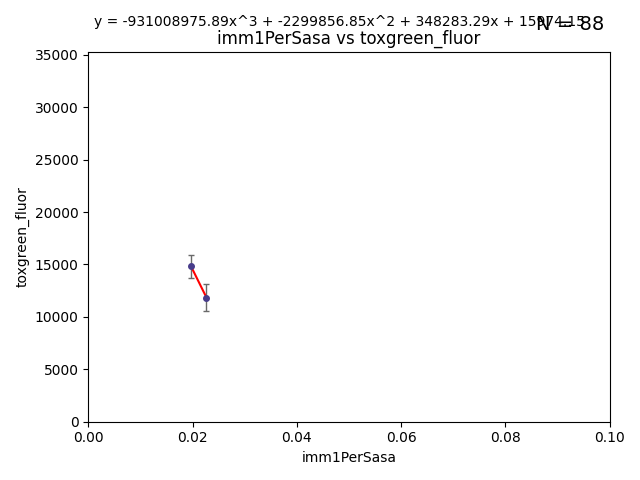 y = -931008975.89x^3 + -2299856.85x^2 + 348283.29x + 15974.15
N = 88
imm1PerSasa vs toxgreen_fluor
35000
30000
25000
20000
15000
10000
5000
0
toxgreen_fluor
0.00 0.02 0.04 0.06 0.08 0.10
imm1PerSasa